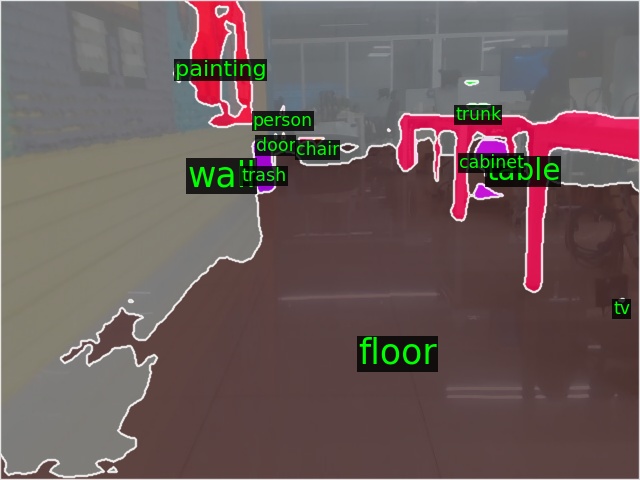 painting
person
trunk
door
chair
cabinet
table
wall
trash
tv
floor